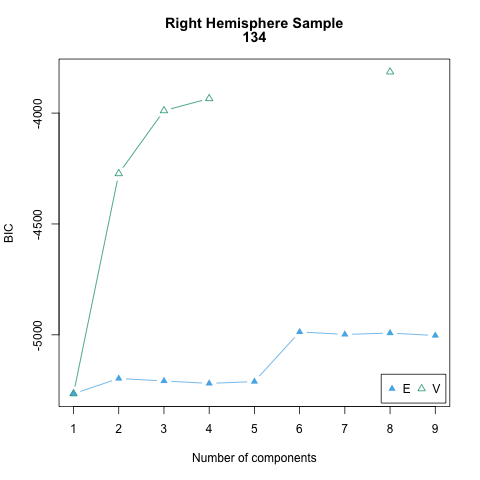 Right Hemisphere Sample
134
BIC
-4000
-4500
-5000
1 2 3 4 5 6 7 8 9
Number of components
E V